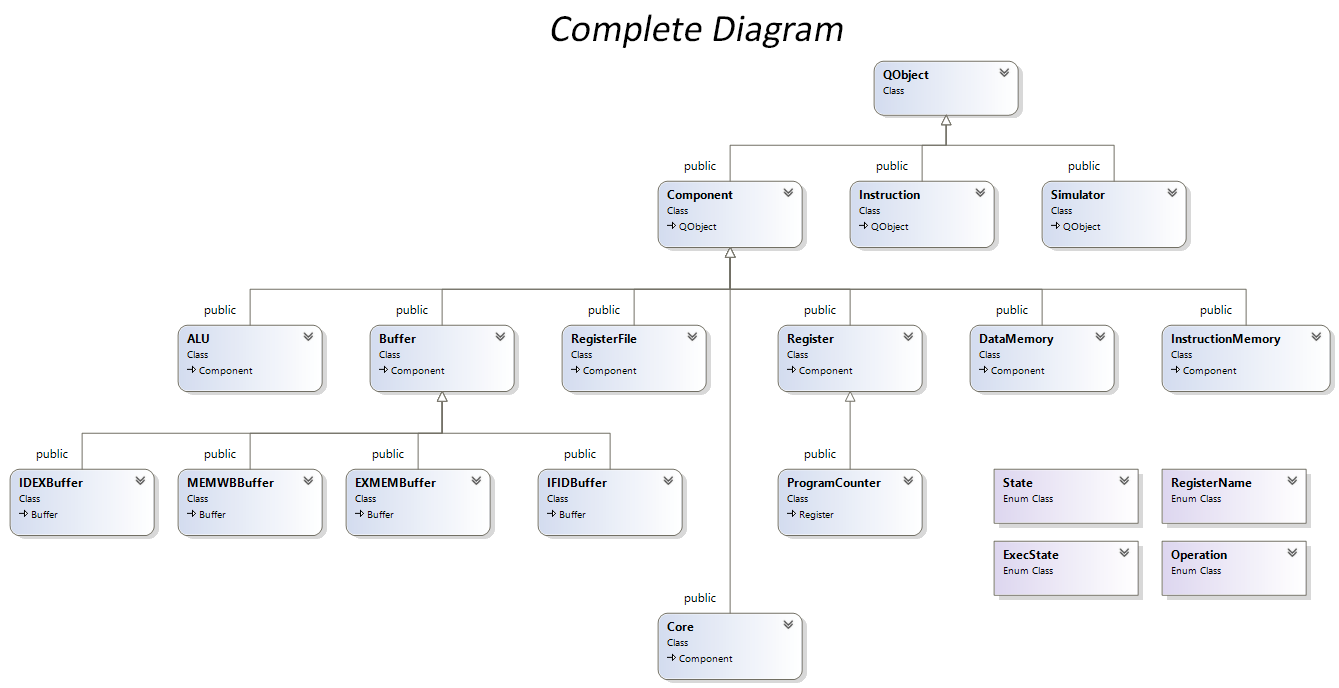 Complete Diagram
QObject
Class
public
public
public
Component
Class
QObject
Instruction
Class
QObject
Simulator
Class
QObject
public
public
public
public
public
public
ALU
Class
Component
Buffer
Class
Component
RegisterFile
Class
Component
Register
Class
Component
DataMemory
Class
Component
InstructionMemory
Class
Component
public
public
public
public
public
IDEXBuffer
Class
Buffer
MEMWBBuffer
Class
Buffer
EXMEMBuffer
Class
Buffer
IFIDBuffer
Class
Buffer
ProgramCounter
Class
Register
State
Enum Class
RegisterName
Enum Class
ExecState
Enum Class
Operation
Enum Class
public
Core
Class
Component